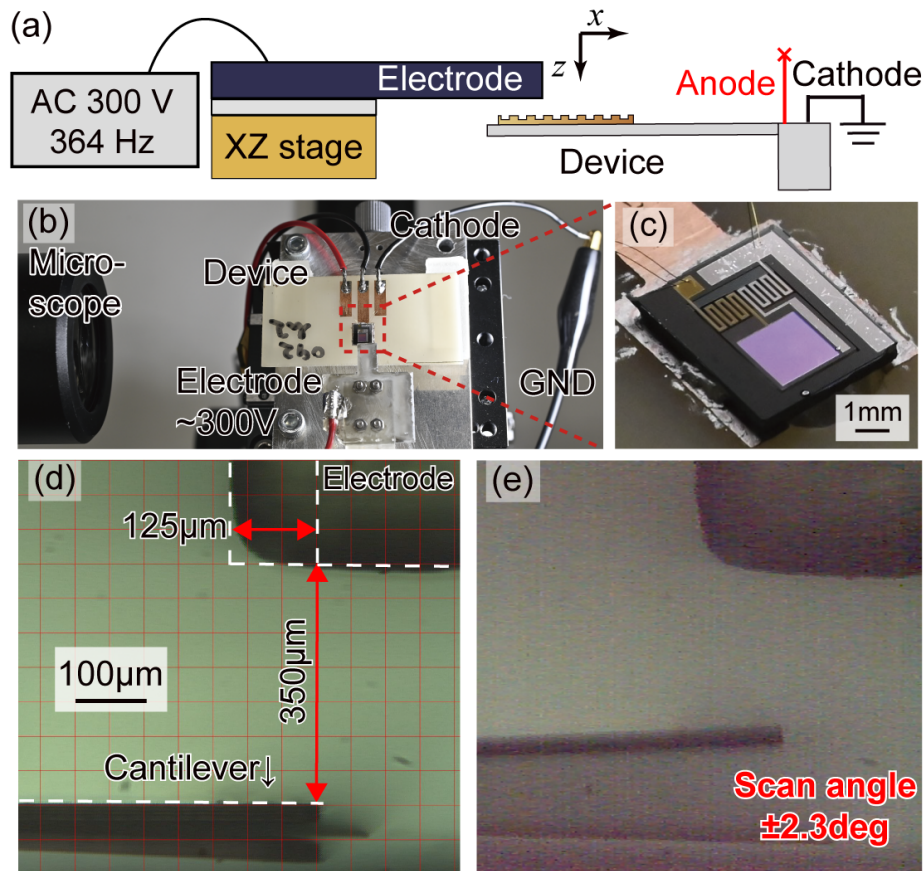 (a)
AC 300 V
364 Hz
Electrode
XZ stage
x
z
Anode
Cathode
Device
(b)
Micro-
scope
Device
Cathode
Electrode
~300V
GND
(c)
1mm
(d)
Electrode
125μm
350μm
100μm
Cantilever↓
(e)
Scan angle
±2.3deg